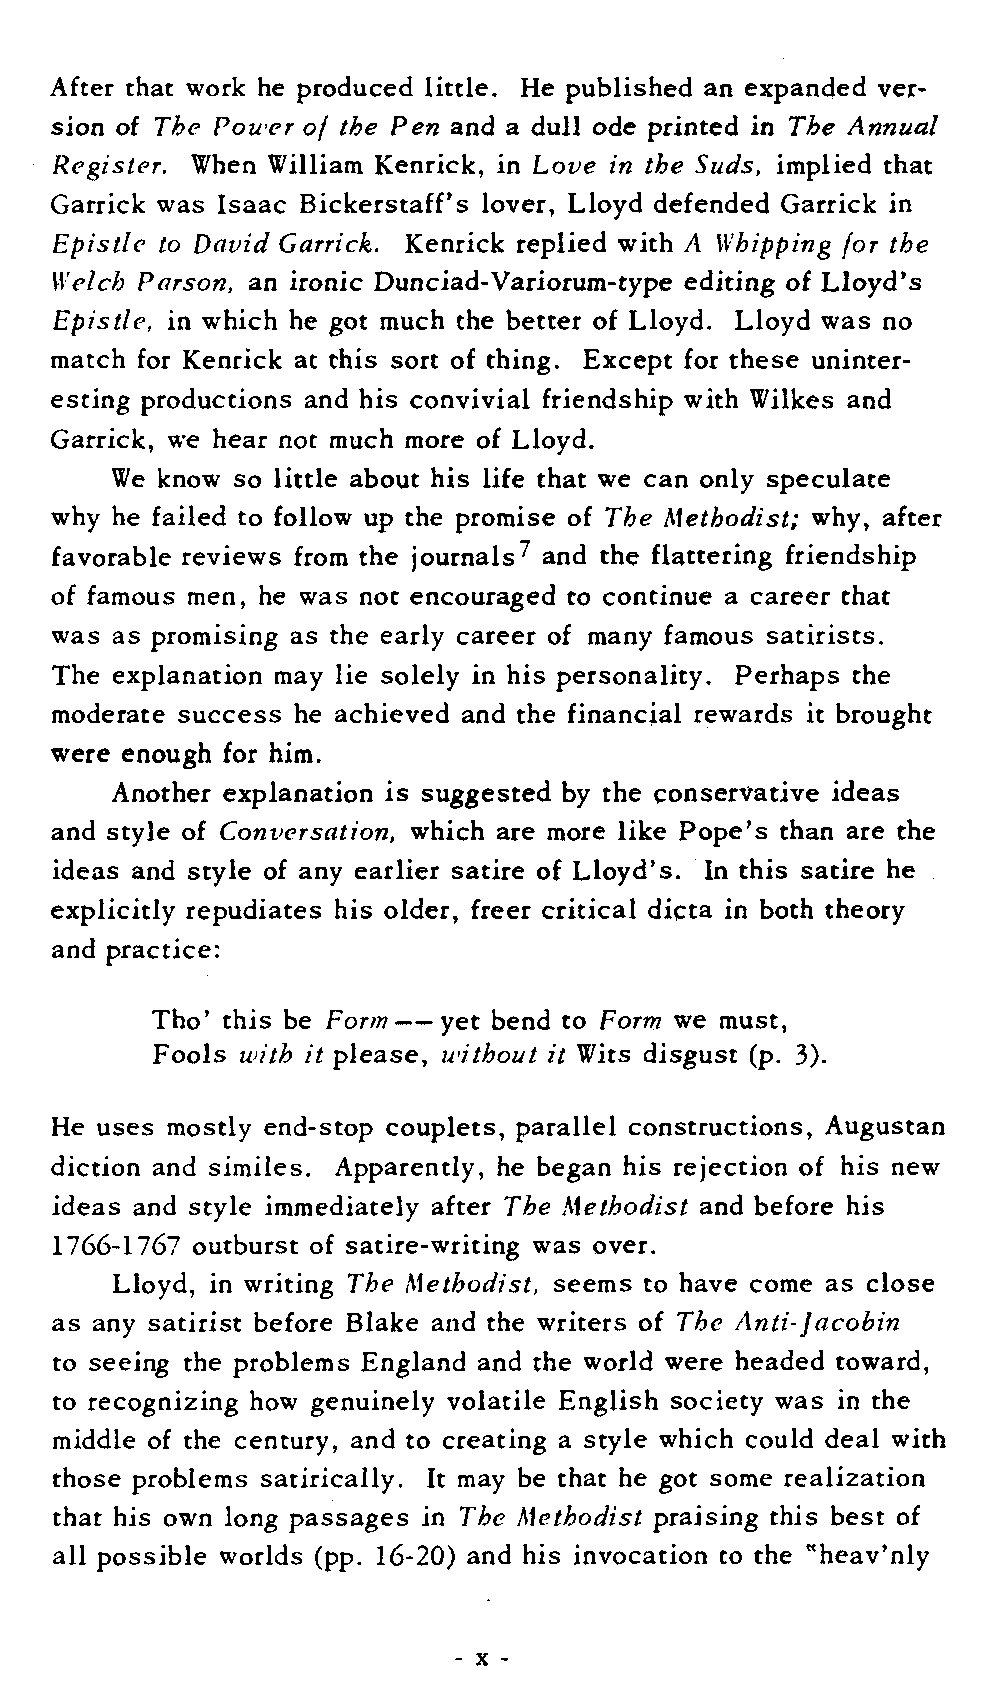 After that work he produced little. He published an expanded ver-
sion of The Power of the Pen and a dull ode printed in The Annual
Register. When William Kenrick, in Love in the Suds, implied that
Garrick was Isaac Bickerstaff's lover, Lloyd defended Garrick in
Epistle to David Garrick. Kenrick replied with A Whipping for the
Welch Parson, an ironic Dunciad-Variorum-type editing of Lloyd's
Epistle, in which he got much the better of Lloyd. Lloyd was no
match for Kenrick at this sort of thing. Except for these uninter-
esting productions and his convivial friendship with Wilkes and
Garrick, we hear not much more of Lloyd.
We know so little about his life that we can only speculate
why he failed to follow up the promise of The Methodist; why, after
favorable reviews from the journals7 and the flattering friendship
of famous men, he was not encouraged to continue a career that
was as promising as the early career of many famous satirists.
The explanation may lie solely in his personality. Perhaps the
moderate success he achieved and the financial rewards it brought
were enough for him.
Another explanation is suggested by the conservative ideas
and style of Conversation, which are more like Pope's than are the
ideas and style of any earlier satire of Lloyd's. In this satire he
explicitly repudiates his older, freer critical dicta in both theory
and practice:
Tho' this be Form -- yet bend to Form we must,
Fools with it please, without it Wits disgust (p. 3).
He uses mostly end-stop couplets, parallel constructions, Augustan
diction and similes. Apparently, he began his rejection of his new
ideas and style immediately after The Methodist and before his
1766-1767 outburst of satire-writing was over.
Lloyd, in writing The Methodist, seems to have come as close
as any satirist before Blake and the writers of The Anti-Jacobin
to seeing the problems England and the world were headed toward,
to recognizing how genuinely volatile English society was in the
middle of the century, and to creating a style which could deal with
those problems satirically. It may be that he got some realization
that his own long passages in The Methodist praising this best of
all possible worlds (pp. 16-20) and his invocation to the "heav'nly
- x -